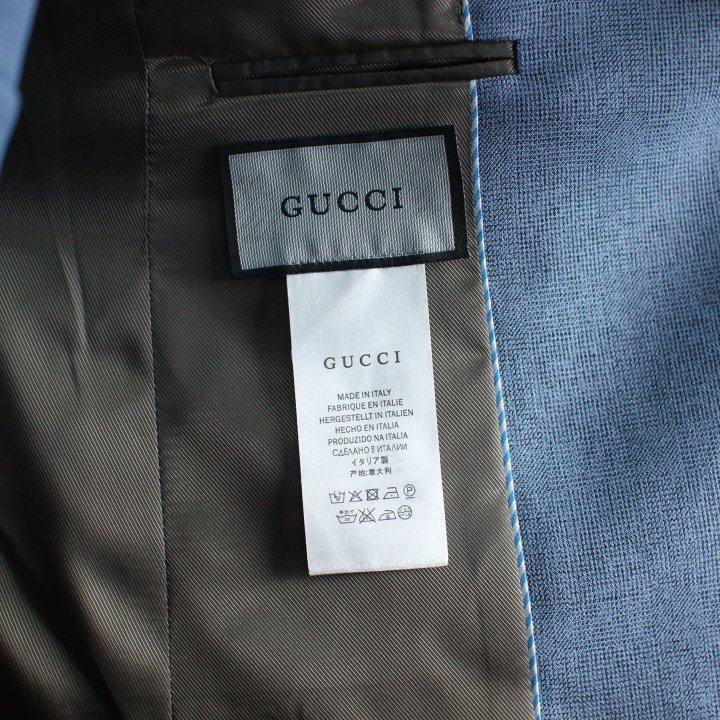 GUCCI
GUCCI
MADE IN ITALY
FABRIQUE EN ITALIE
HERGESTELLT IN ITALIEN
HECHO EN ITALIA
PRODUZIDO NA ITALIA
СДЕЛАНО В ИТАЛИИ
イタリア製
产地:意大利